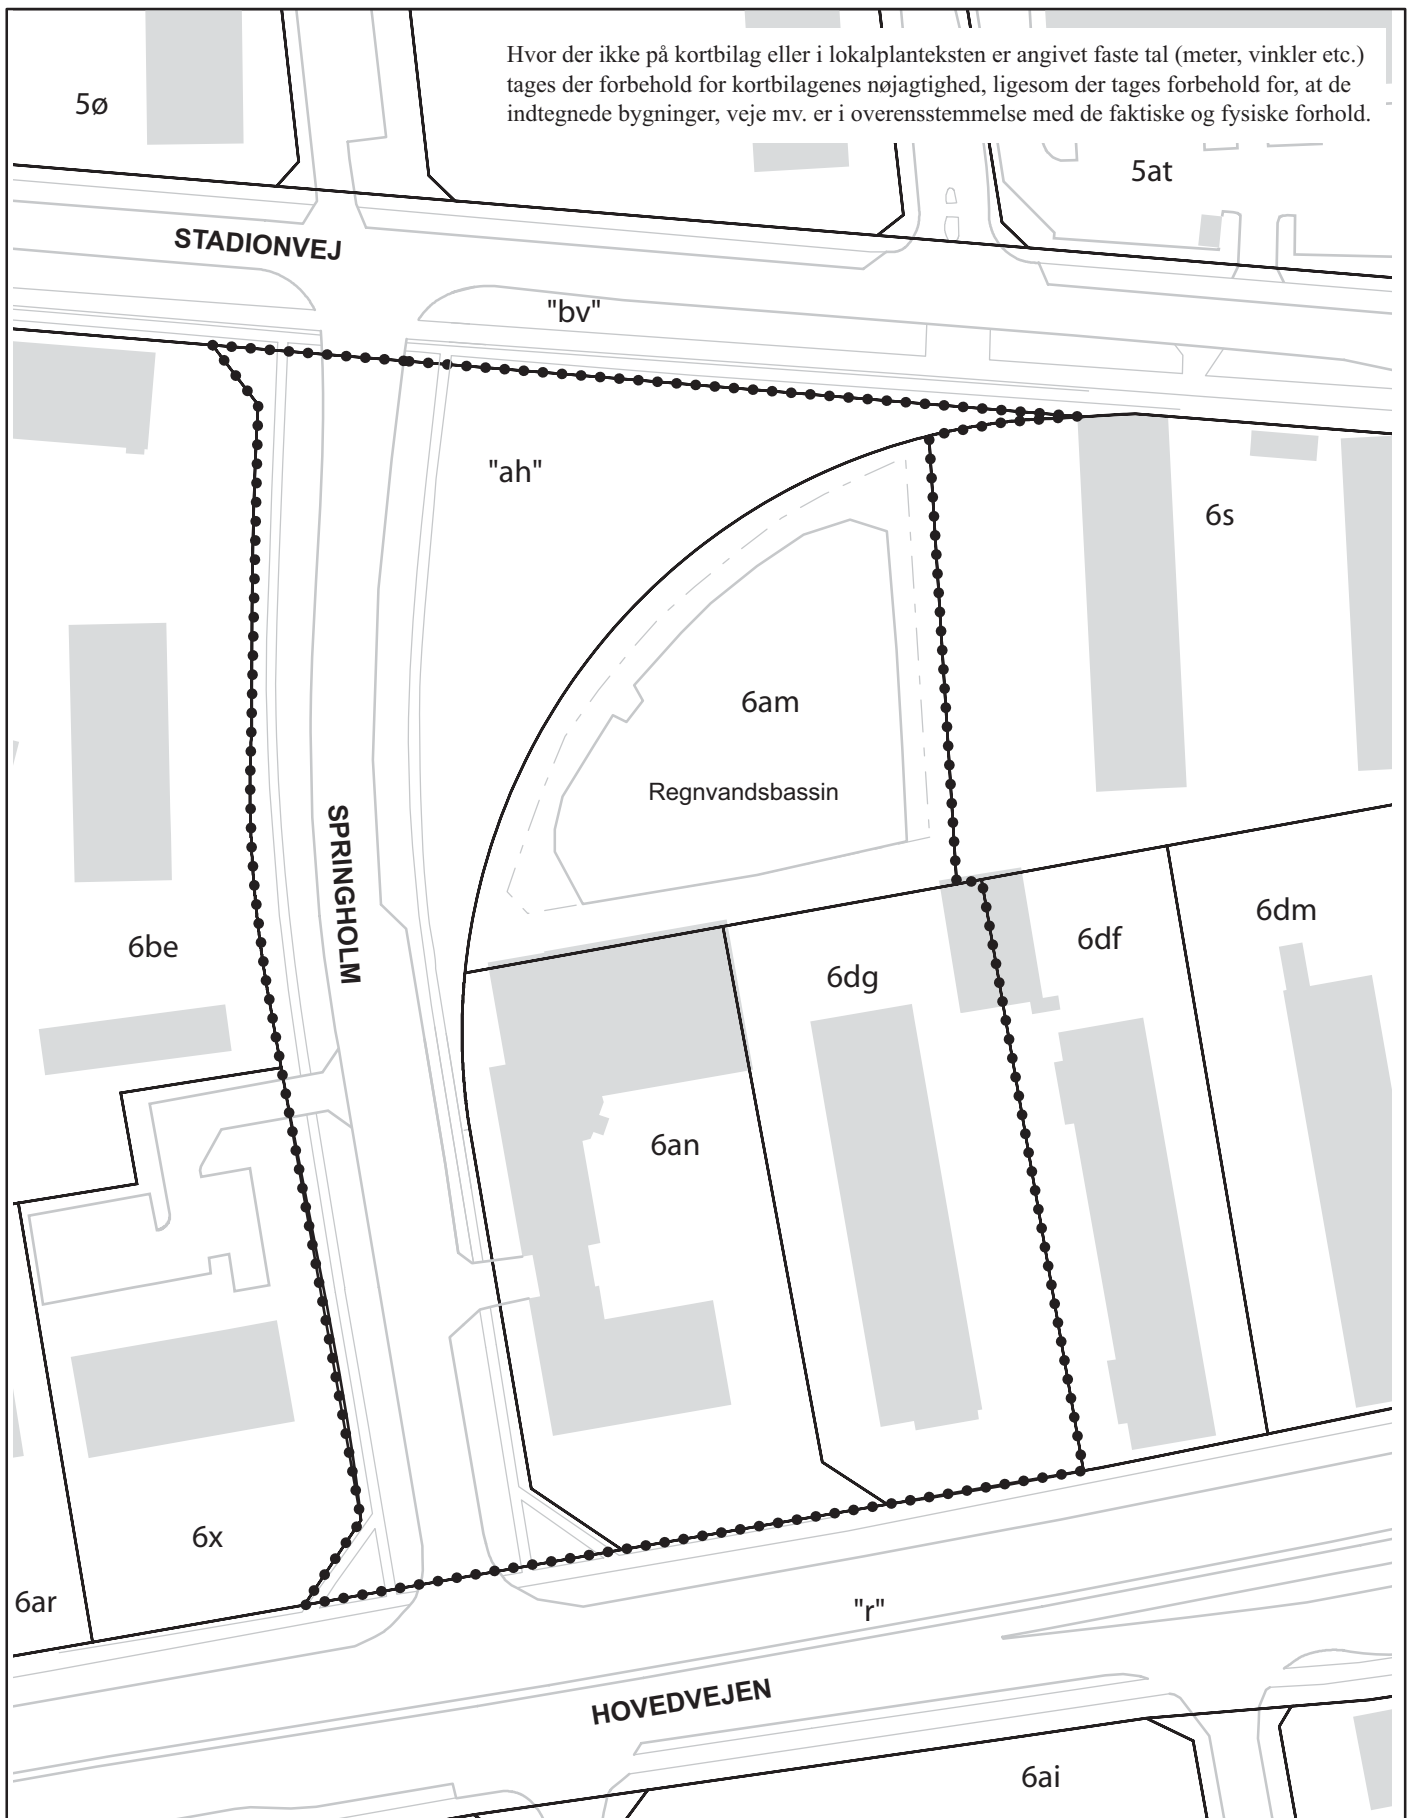 Hvor der ikke på kortbilag eller i lokalplanteksten er angivet faste tal (meter, vinkler etc.)
tages der forbehold for kortbilagenes nøjagtighed, ligesom der tages forbehold for, at de
indtegnede bygninger, veje mv. er i overensstemmelse med de faktiske og fysiske forhold.
5ø
5at
STADIONVEJ
"bv"
"ah"
6s
6am
Regnvandsbassin
SPRINGHOLM
6be
6dm
6df
6dg
6an
6x
6ar
"r"
HOVEDVEJEN
6ai